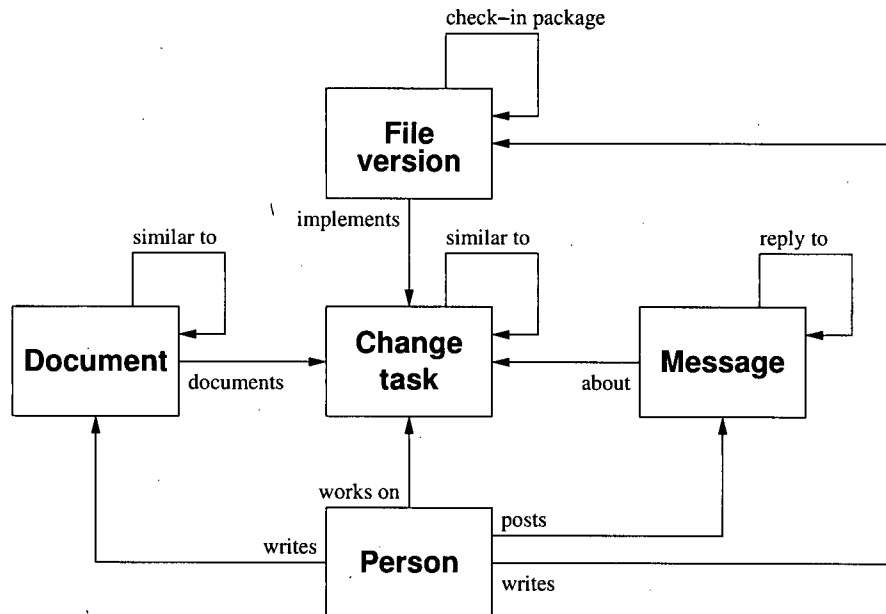 check-in package
File
version
implements
similar to
similar to
reply to
Document
Change
task
Message
documents
about
works on
posts
writes
Person
writes